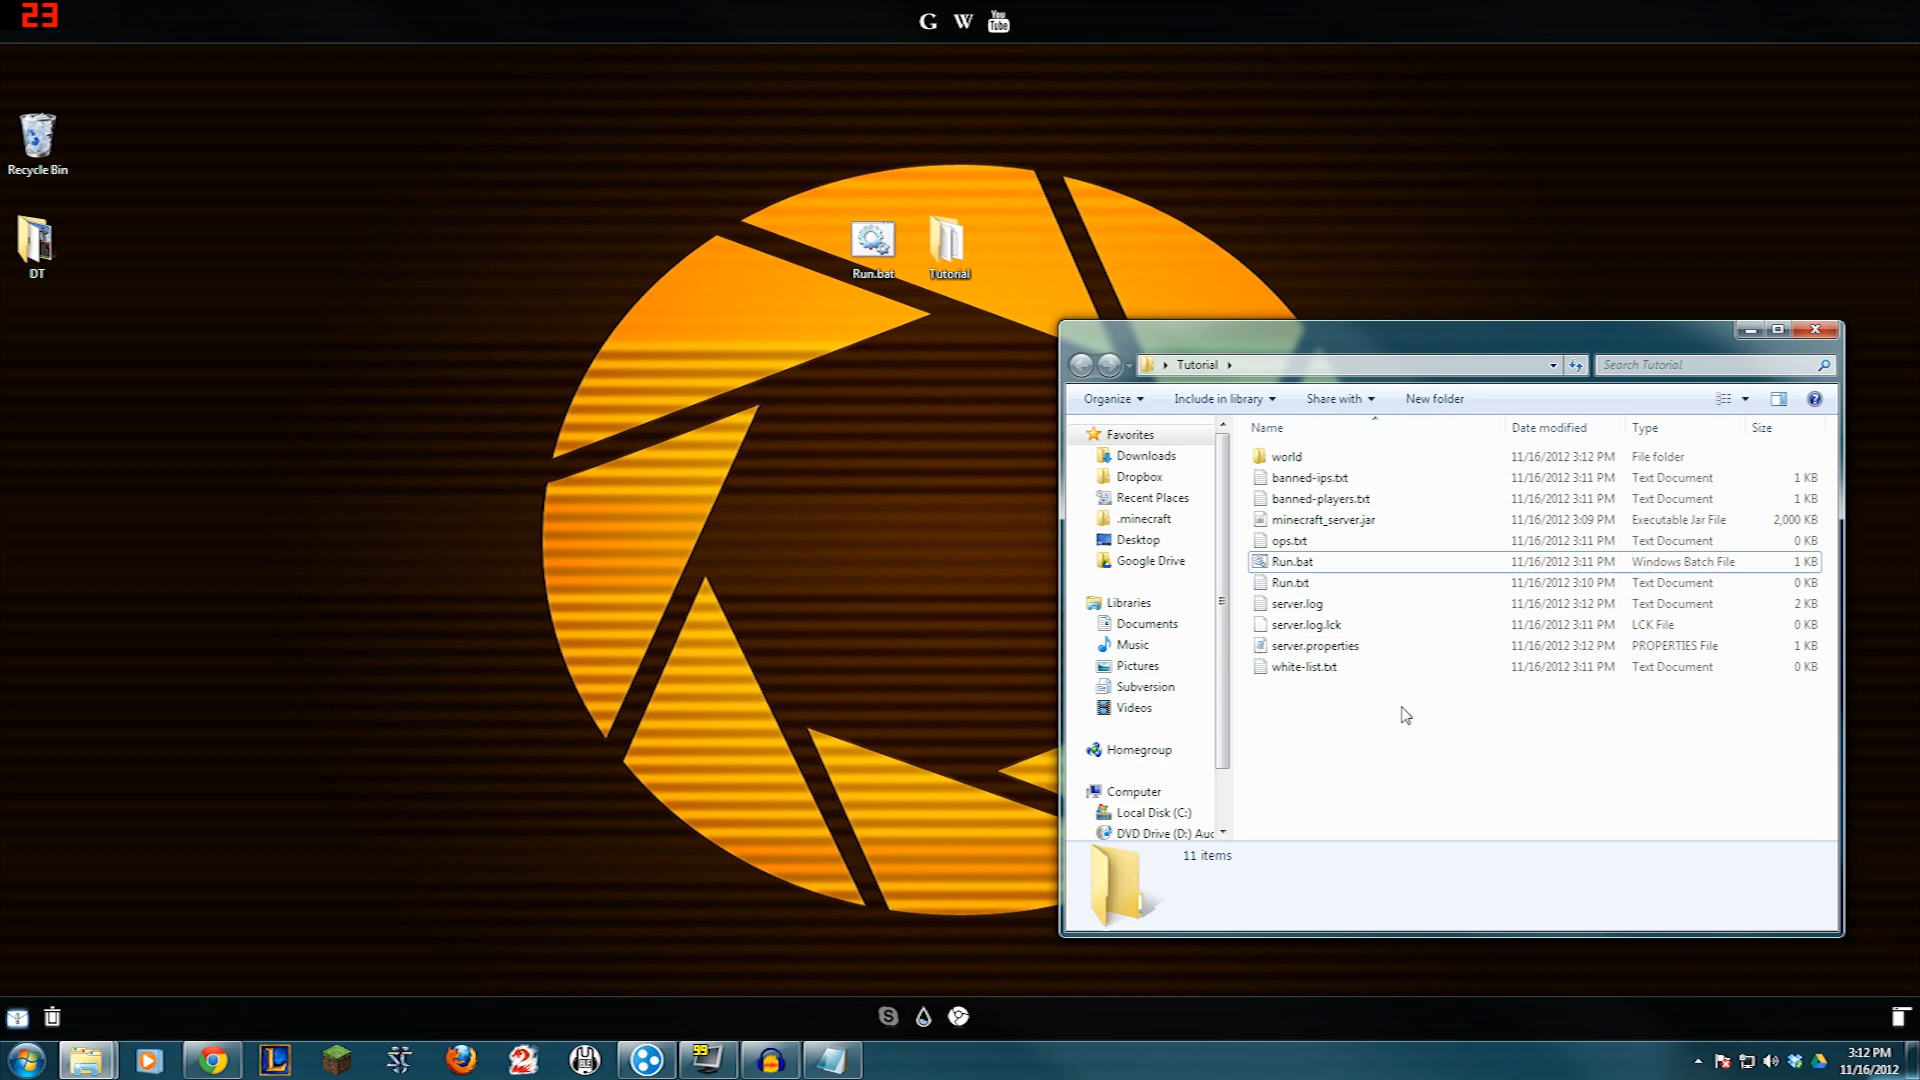 23
G W You Tube
Recycle Bin
DT
Run.bat Tutorial
Tutorial
Search Tutorial
Organize Include in library Share with New folder
Name Date modified Type Size
Favorites
Downloads
Dropbox
Recent Places
.minecraft
Desktop
Google Drive
Libraries
Documents
Music
Pictures
Subversion
Videos
Homegroup
Computer
Local Disk (C:)
DVD Drive (D:) Auc
world 11/16/2012 3:12 PM File folder
banned-ips.txt 11/16/2012 3:11 PM Text Document 1 KB
banned-players.txt 11/16/2012 3:11 PM Text Document 1 KB
minecraft_server.jar 11/16/2012 3:09 PM Executable Jar File 2,000 KB
ops.txt 11/16/2012 3:11 PM Text Document 0 KB
Run.bat 11/16/2012 3:11 PM Windows Batch File 1 KB
Run.txt 11/16/2012 3:10 PM Text Document 0 KB
server.log 11/16/2012 3:12 PM Text Document 2 KB
server.log.lck 11/16/2012 3:11 PM LCK File 0 KB
server.properties 11/16/2012 3:12 PM PROPERTIES File 1 KB
white-list.txt 11/16/2012 3:11 PM Text Document 0 KB
11 items
S
L
2
99
3:12 PM
11/16/2012